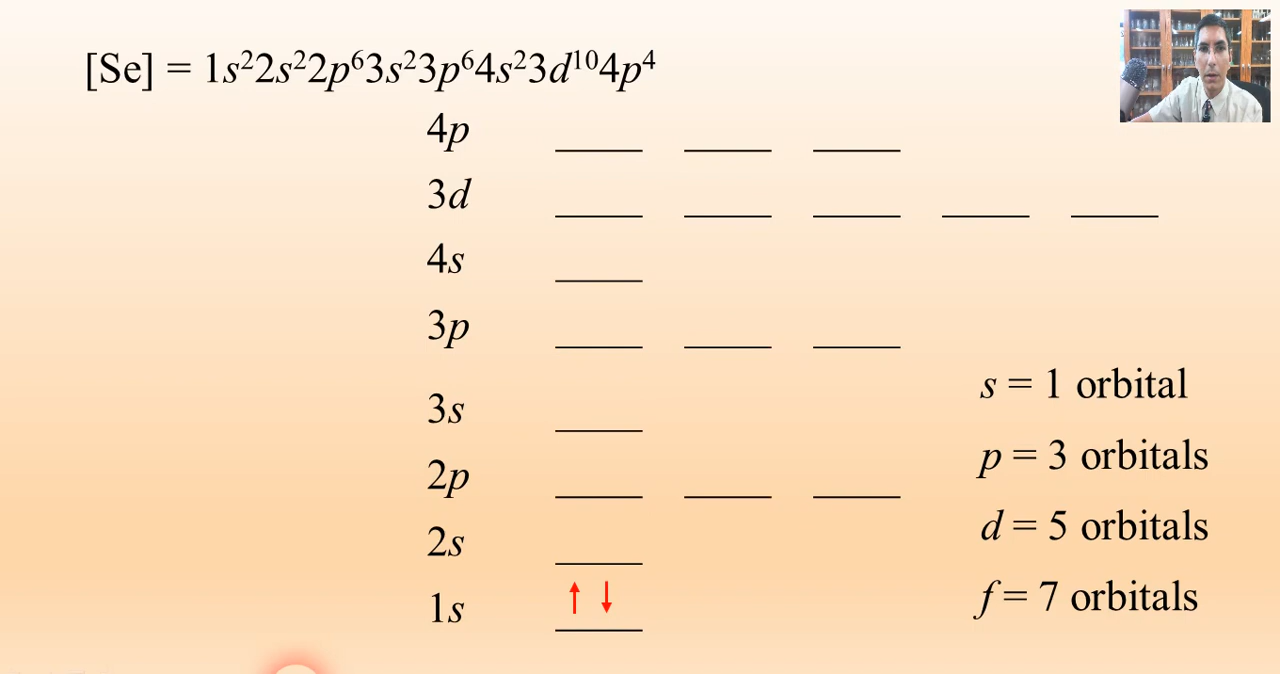 [Se] = 1s²2s²2p⁶3s²3p⁶4s²3d¹⁰4p⁴
4p
3d
4s
3p
3s
2p
2s
1s
s = 1 orbital
p = 3 orbitals
d = 5 orbitals
f = 7 orbitals